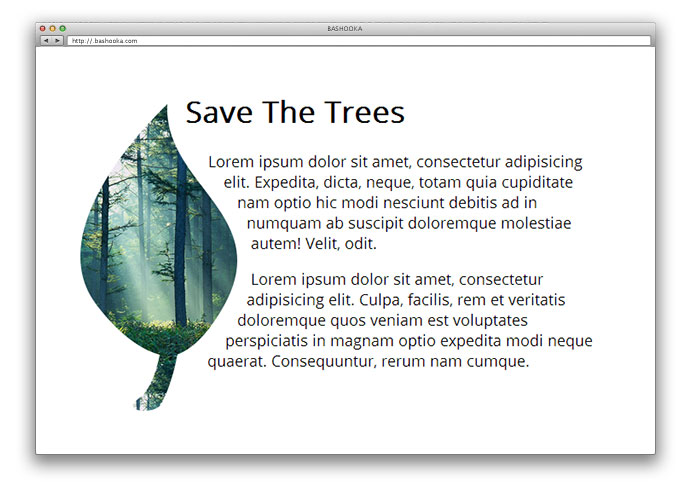 BASHOOKA
http://.bashooka.com
Save The Trees
Lorem ipsum dolor sit amet, consectetur adipisicing
elit. Expedita, dicta, neque, totam quia cupiditate
nam optio hic modi nesciunt debitis ad in
numquam ab suscipit doloremque molestiae
autem! Velit, odit.
Lorem ipsum dolor sit amet, consectetur
adipisicing elit. Culpa, facilis, rem et veritatis
doloremque quos veniam est voluptates
perspiciatis in magnam optio expedita modi neque
quaerat. Consequuntur, rerum nam cumque.